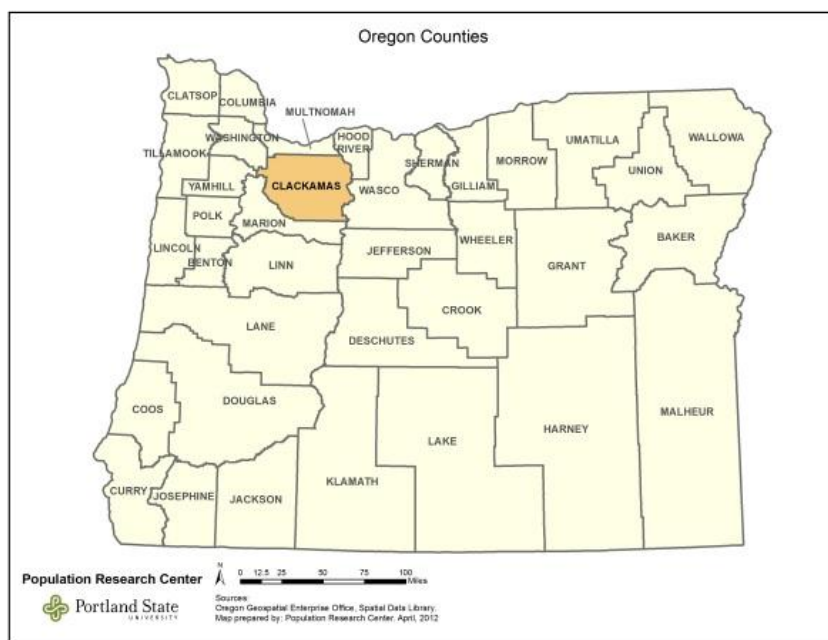 Oregon Counties
CLATSOP
COLUMBIA
MULTNOMAH
WASHINGTON
HOOD
RIVER
TILLAMOOK
YAMHILL
CLACKAMAS
WASCO
SHERMAN
GILLIAM
MORROW
UMATILLA
UNION
WALLOWA
POLK
MARION
LINCOLN
BENTON
LINN
JEFFERSON
WHEELER
GRANT
BAKER
CROOK
LANE
DESCHUTES
COOS
DOUGLAS
LAKE
HARNEY
MALHEUR
KLAMATH
CURRY
JOSEPHINE
JACKSON
Population Research Center
N
0 12.5 25 50 75 100
Miles
Portland State
UNIVERSITY
Sources:
Oregon Geospatial Enterprise Office, Spatial Data Library.
Map prepared by: Population Research Center. April, 2012